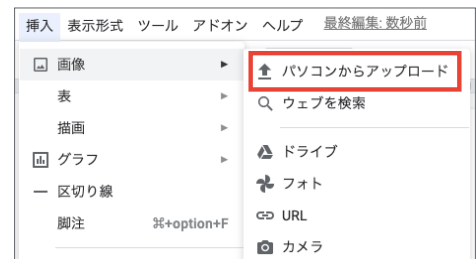 挿入 表示形式 ツール アドオン ヘルプ 最終編集: 数秒前
画像
表
描画
グラフ
区切り線
脚注 ⌘+option+F
パソコンからアップロード
ウェブを検索
ドライブ
フォト
URL
カメラ